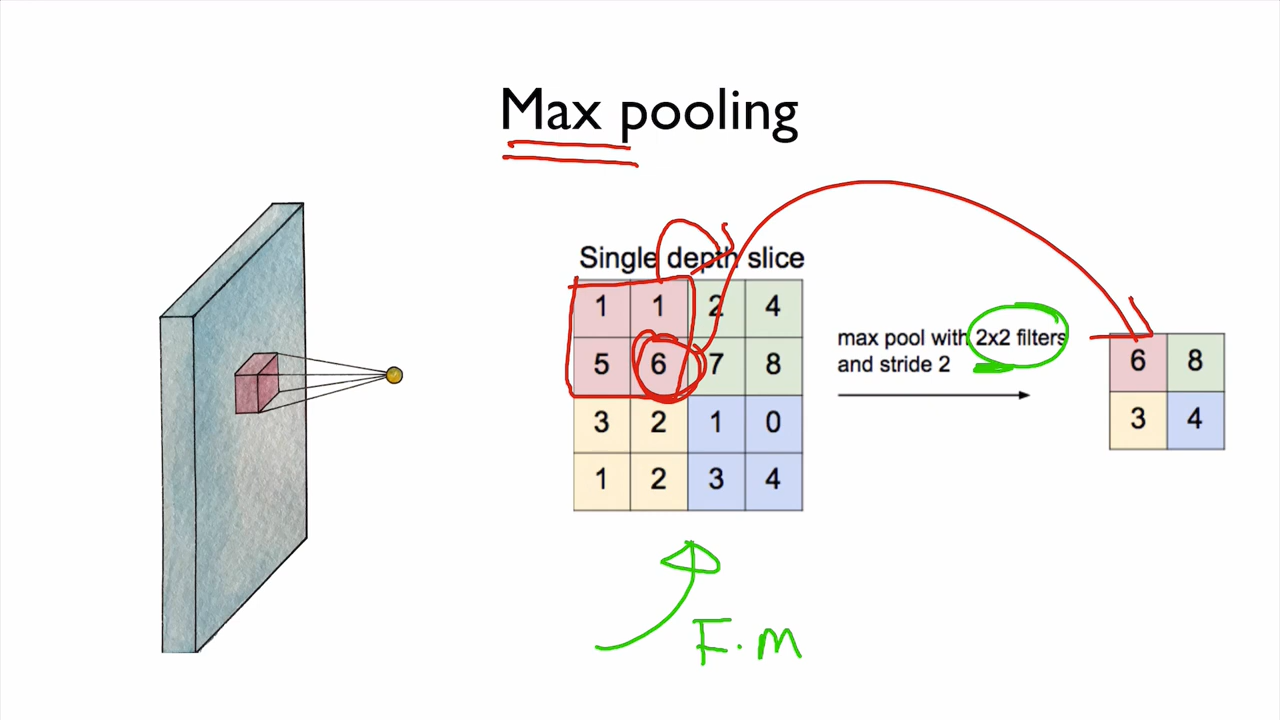 Max pooling
Single depth slice
1 1 2 4
5 6 7 8
3 2 1 0
1 2 3 4
max pool with 2x2 filters
and stride 2
6 8
3 4
F.M